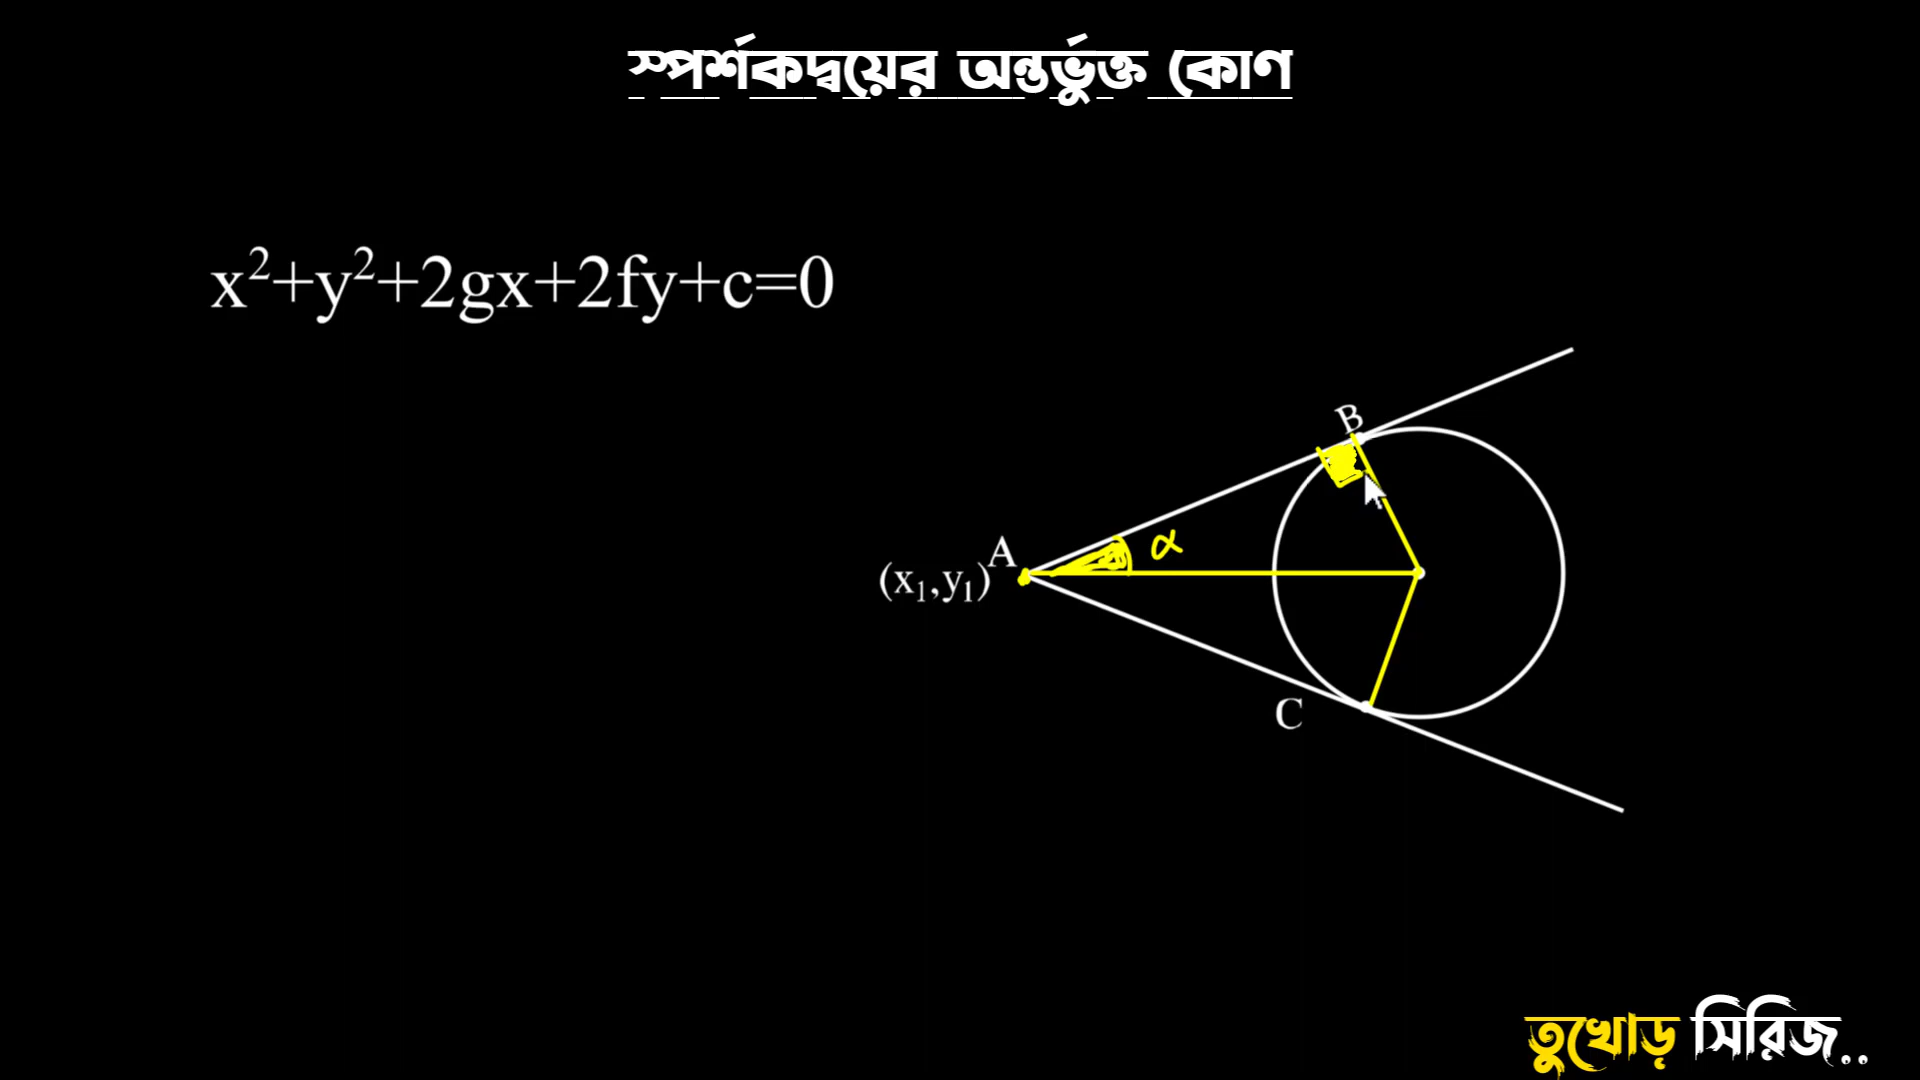 স্পর্শকদ্বয়ের অন্তর্ভুক্ত কোণ
x²+y²+2gx+2fy+c=0
B
α
A
(x₁,y₁)
C
তুখোড় সিরিজ..